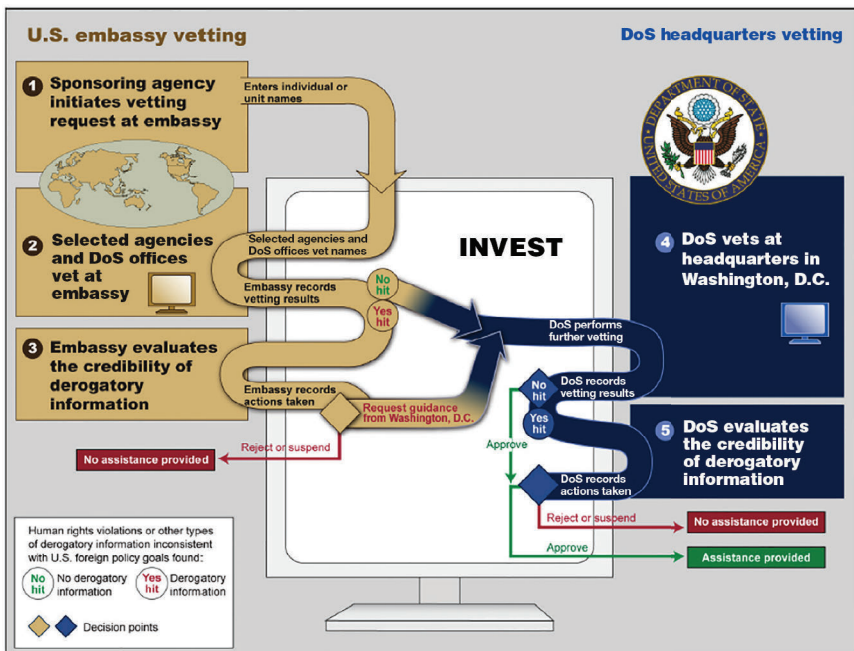 U.S. embassy vetting
DoS headquarters vetting
1 Sponsoring agency
initiates vetting
request at embassy
Enters individual or
unit names
DEPARTMENT OF STATE
UNITED STATES OF AMERICA
2 Selected agencies
and DoS offices
vet at
embassy
Selected agencies and
DoS offices vet names
INVEST
4 DoS vets at
headquarters in
Washington, D.C.
Embassy records
vetting results
No
hit
Yes
hit
DoS performs
further vetting
3 Embassy evaluates
the credibility of
derogatory
information
Embassy records
actions taken
Request guidance
from Washington, D.C.
No
hit
DoS records
vetting results
Yes
hit
5 DoS evaluates
the credibility
of derogatory
information
Approve
Reject or suspend
No assistance provided
DoS records
actions taken
Reject or suspend
No assistance provided
Approve
Assistance provided
Human rights violations or other types
of derogatory information inconsistent
with U.S. foreign policy goals found:
No
hit
No derogatory
information
Yes
hit
Derogatory
information
Decision points